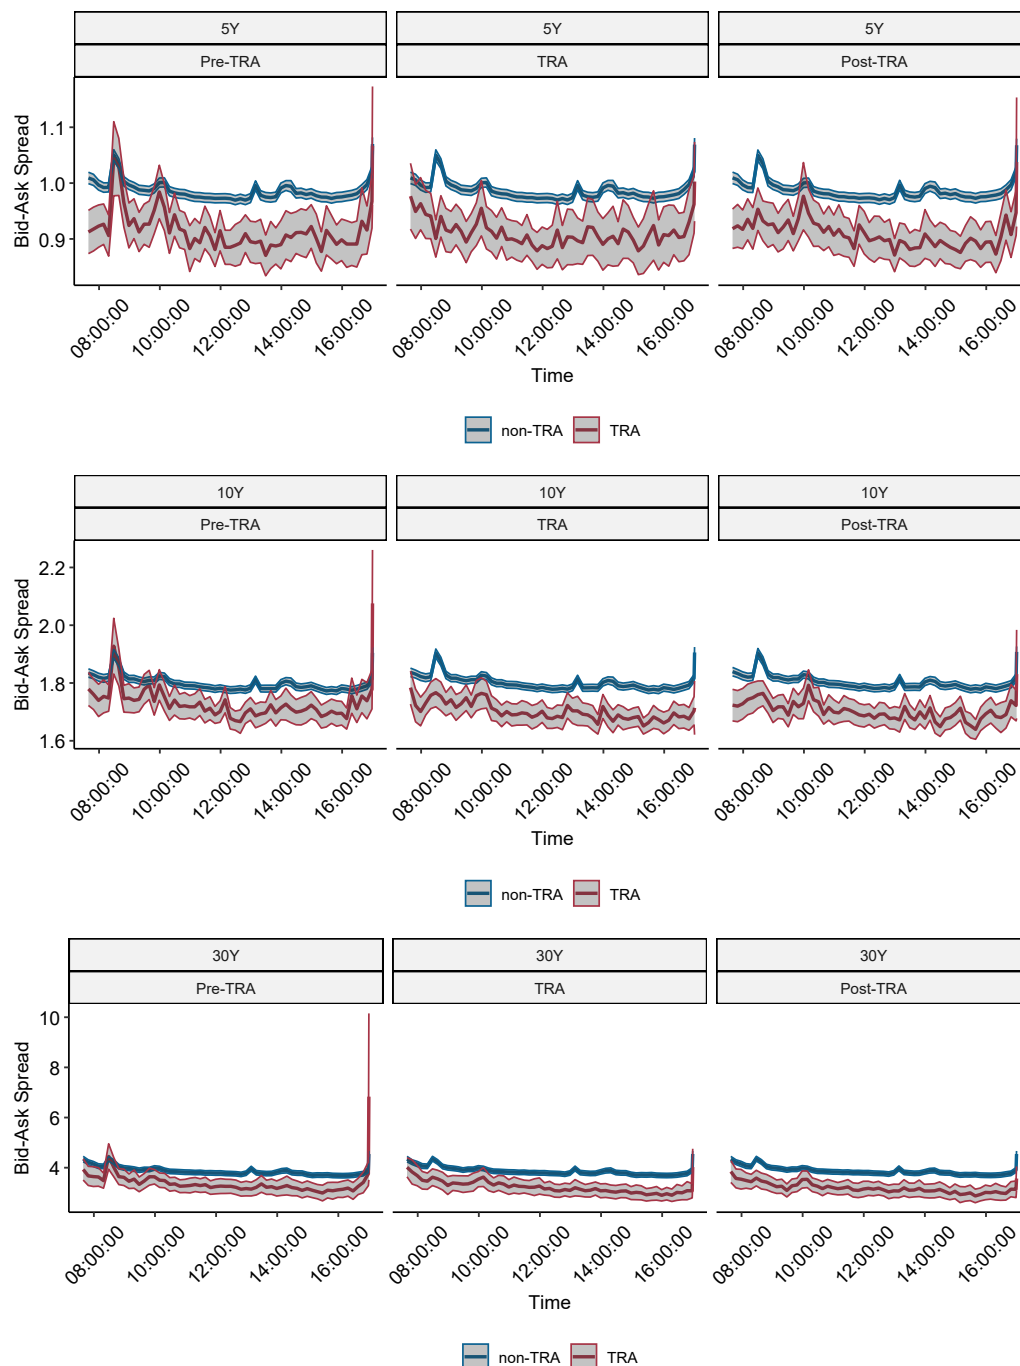 5Y 5Y 5Y
Pre-TRA TRA Post-TRA
Bid-Ask Spread
1.1
1.0
0.9
08:00:00 10:00:00 12:00:00 14:00:00 16:00:00 08:00:00 10:00:00 12:00:00 14:00:00 16:00:00 08:00:00 10:00:00 12:00:00 14:00:00 16:00:00
Time
non-TRA TRA
10Y 10Y 10Y
Pre-TRA TRA Post-TRA
Bid-Ask Spread
2.2
2.0
1.8
1.6
08:00:00 10:00:00 12:00:00 14:00:00 16:00:00 08:00:00 10:00:00 12:00:00 14:00:00 16:00:00 08:00:00 10:00:00 12:00:00 14:00:00 16:00:00
Time
non-TRA TRA
30Y 30Y 30Y
Pre-TRA TRA Post-TRA
Bid-Ask Spread
10
8
6
4
08:00:00 10:00:00 12:00:00 14:00:00 16:00:00 08:00:00 10:00:00 12:00:00 14:00:00 16:00:00 08:00:00 10:00:00 12:00:00 14:00:00 16:00:00
Time
non-TRA TRA